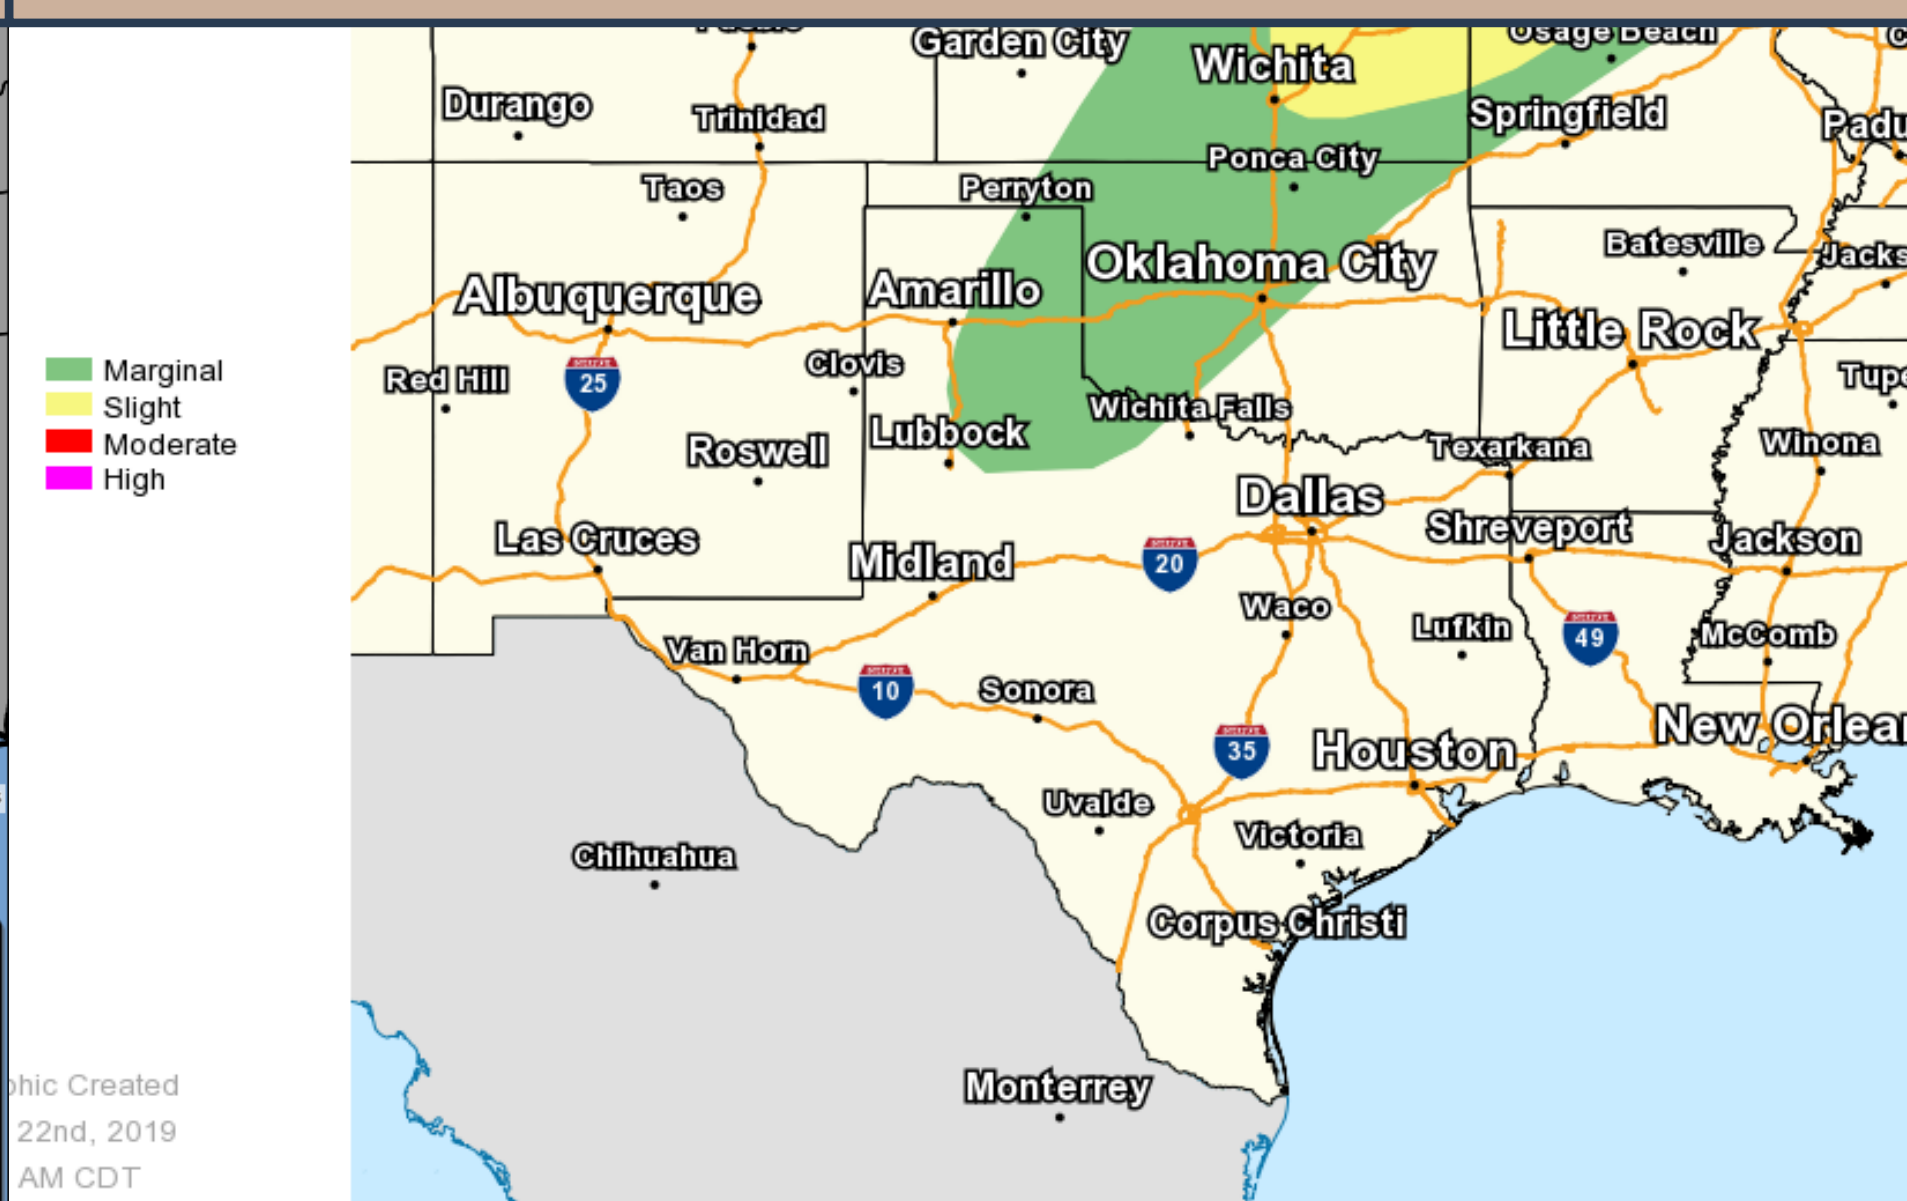 Garden City
Osage Beach
Wichita
Durango
Trinidad
Springfield
Ponca City
Taos
Perryton
Batesville
Oklahoma City
Albuquerque
Amarillo
Little Rock
Marginal
Slight
Moderate
High
Red Hill
25
Clovis
Wichita Falls
Lubbock
Roswell
Texarkana
Winona
Dallas
Las Cruces
Shreveport
Jackson
Midland
20
Waco
Lufkin
49
McComb
Van Horn
10
Sonora
35
Houston
New Orlea
Uvalde
Victoria
Chihuahua
Corpus Christi
Monterrey
phic Created
22nd, 2019
AM CDT